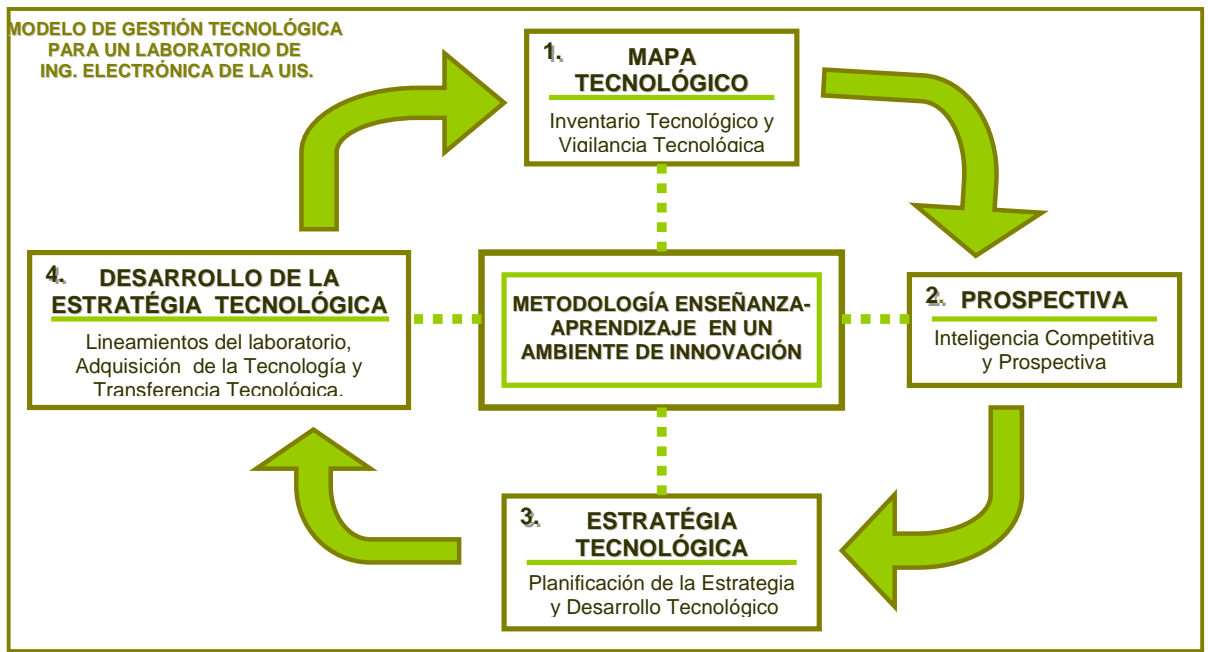 MODELO DE GESTIÓN TECNOLÓGICA
PARA UN LABORATORIO DE
ING. ELECTRÓNICA DE LA UIS.
1. MAPA
TECNOLÓGICO
Inventario Tecnológico y
Vigilancia Tecnológica
2. PROSPECTIVA
Inteligencia Competitiva
y Prospectiva
3. ESTRATÉGIA
TECNOLÓGICA
Planificación de la Estrategia
y Desarrollo Tecnológico
4. DESARROLLO DE LA
ESTRATÉGIA TECNOLÓGICA
Lineamientos del laboratorio,
Adquisición de la Tecnología y
Transferencia Tecnológica.
METODOLOGÍA ENSEÑANZA-
APRENDIZAJE EN UN
AMBIENTE DE INNOVACIÓN